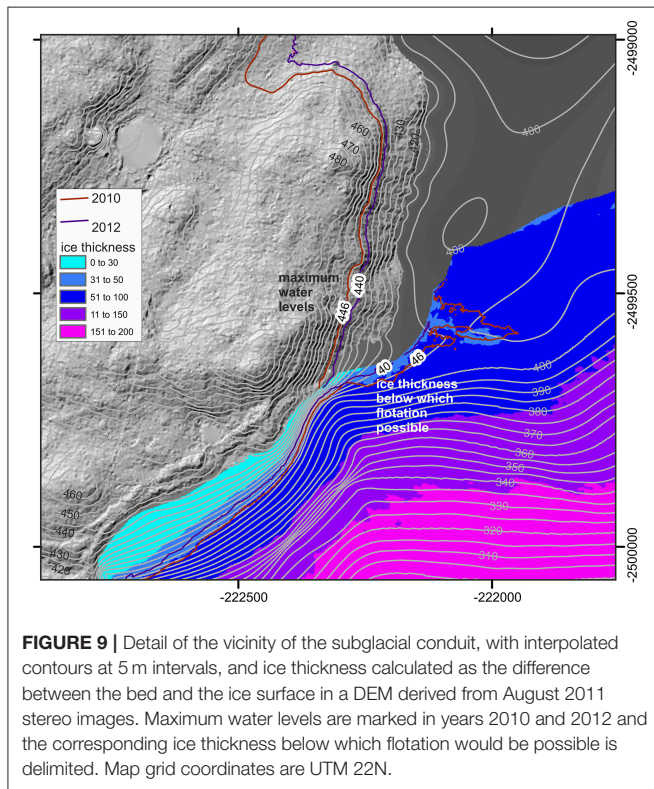 -2499000
460
470
480
430
420
400
2010
2012
ice thickness
0 to 30
31 to 50
51 to 100
11 to 150
151 to 200
400
maximum
water
levels
440
446
-2499500
40
46
ice thickness
below which
flotation
possible
400
390
380
370
360
350
340
330
320
310
460
450
440
430
420
-2500000
-222500
-222000
FIGURE 9 | Detail of the vicinity of the subglacial conduit, with interpolated
contours at 5 m intervals, and ice thickness calculated as the difference
between the bed and the ice surface in a DEM derived from August 2011
stereo images. Maximum water levels are marked in years 2010 and 2012 and
the corresponding ice thickness below which flotation would be possible is
delimited. Map grid coordinates are UTM 22N.